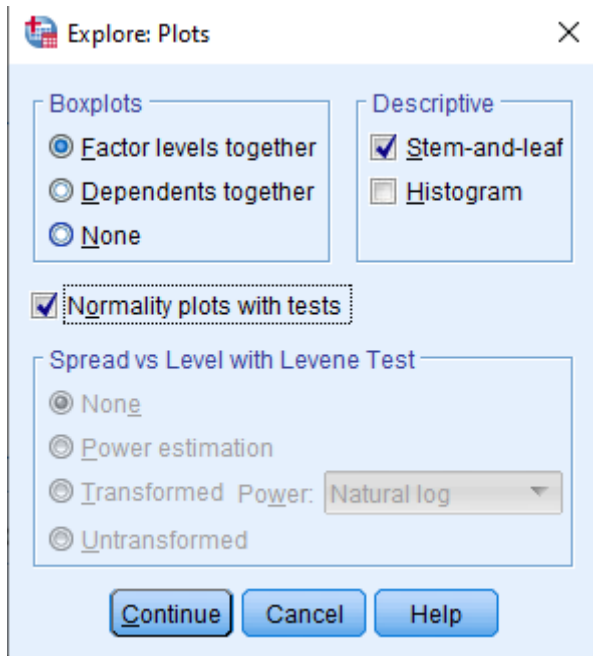 Explore: Plots
Boxplots
Factor levels together
Dependents together
None
Descriptive
Stem-and-leaf
Histogram
Normality plots with tests
Spread vs Level with Levene Test
None
Power estimation
Transformed Power: Natural log
Untransformed
Continue Cancel Help